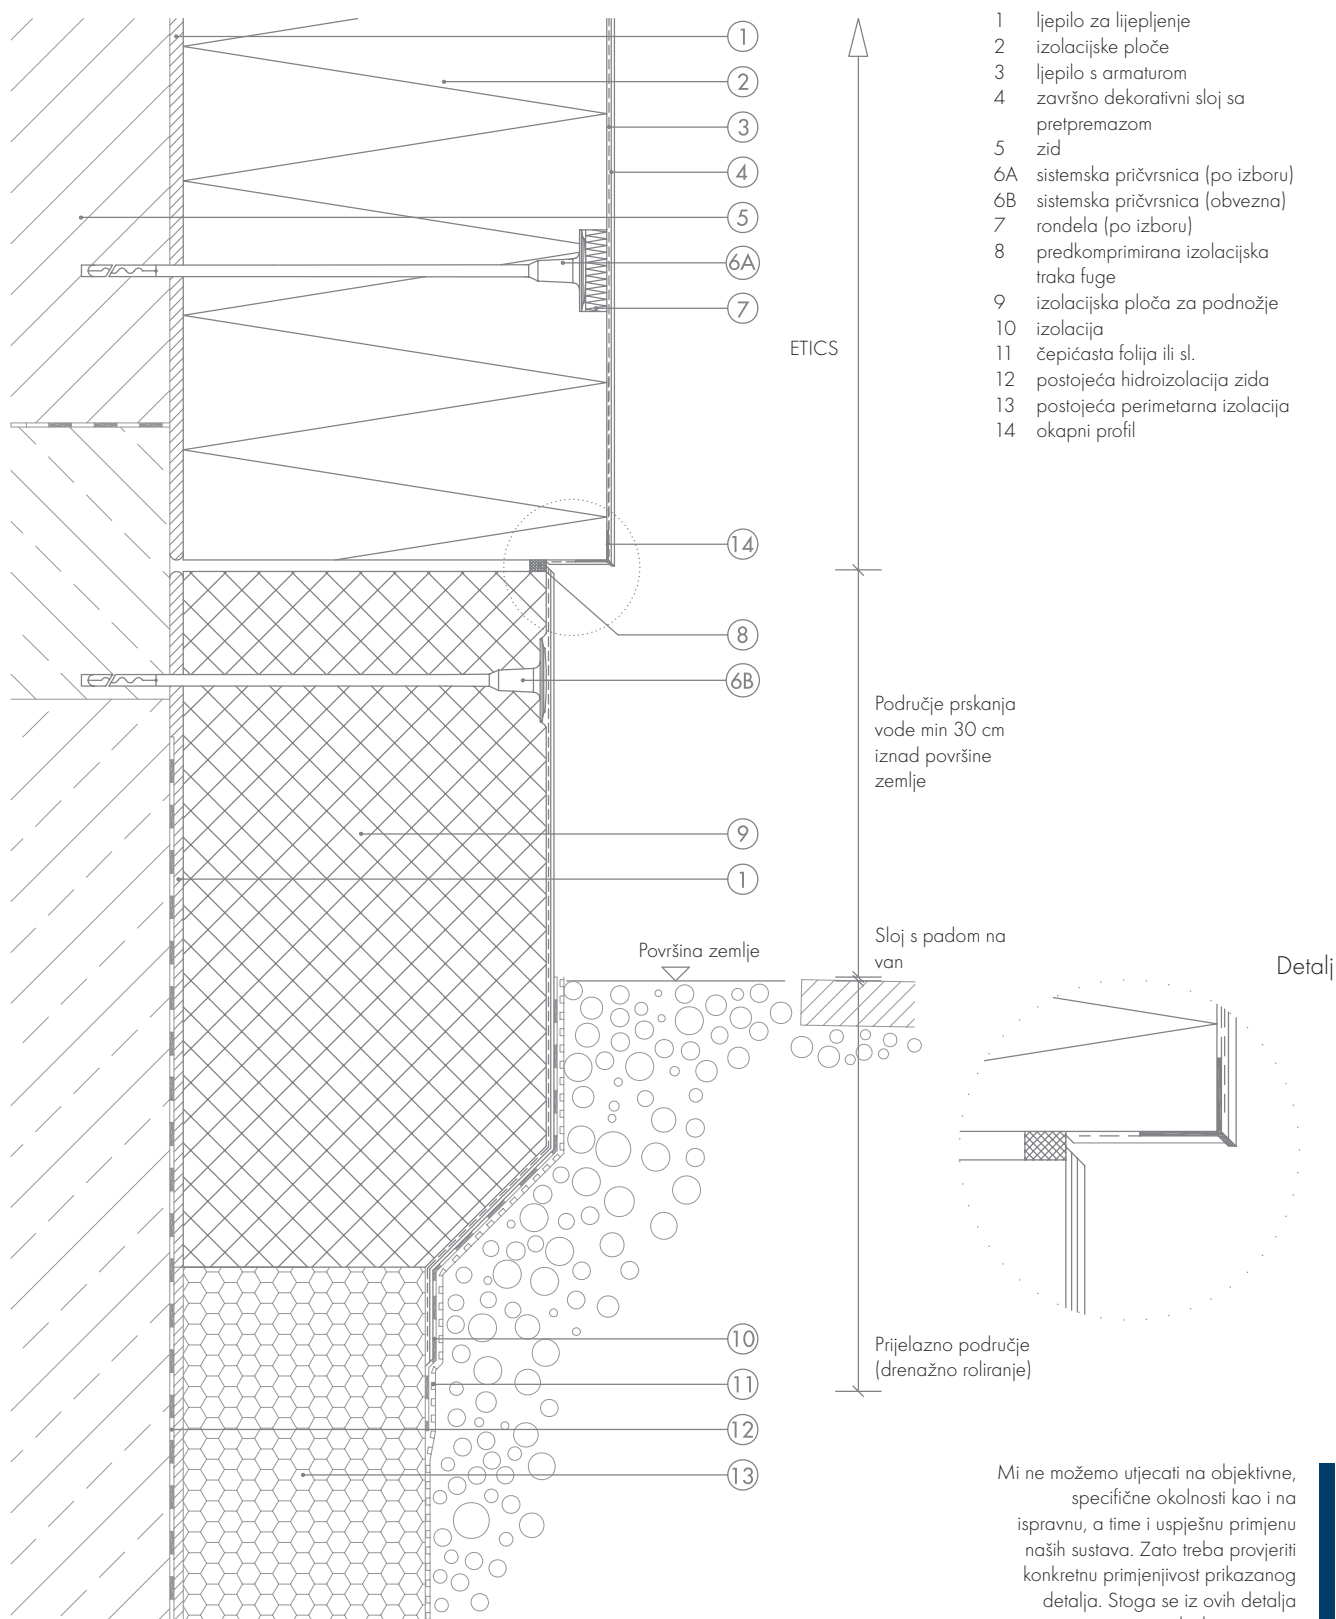 1 ljepilo za lijepljenje
2 izolacijske ploče
3 ljepilo s armaturom
4 završno dekorativni sloj sa
pretpremazom
5 zid
6A sistemska pričvrsnica (po izboru)
6B sistemska pričvrsnica (obvezna)
7 rondela (po izboru)
8 predkomprimirana izolacijska
traka fuge
9 izolacijska ploča za podnožje
10 izolacija
11 čepićasta folija ili sl.
12 postojeća hidroizolacija zida
13 postojeća perimetarna izolacija
14 okapni profil
1
2
3
4
5
6A
7
ETICS
14
8
6B
Područje prskanja
vode min 30 cm
iznad površine
zemlje
9
1
Površina zemlje
Sloj s padom na
van
Detalj
10
Prijelazno područje
(drenažno roliranje)
11
12
13
Mi ne možemo utjecati na objektivne,
specifične okolnosti kao i na
ispravnu, a time i uspješnu primjenu
naših sustava. Zato treba provjeriti
konkretnu primjenjivost prikazanog
detalja. Stoga se iz ovih detalja